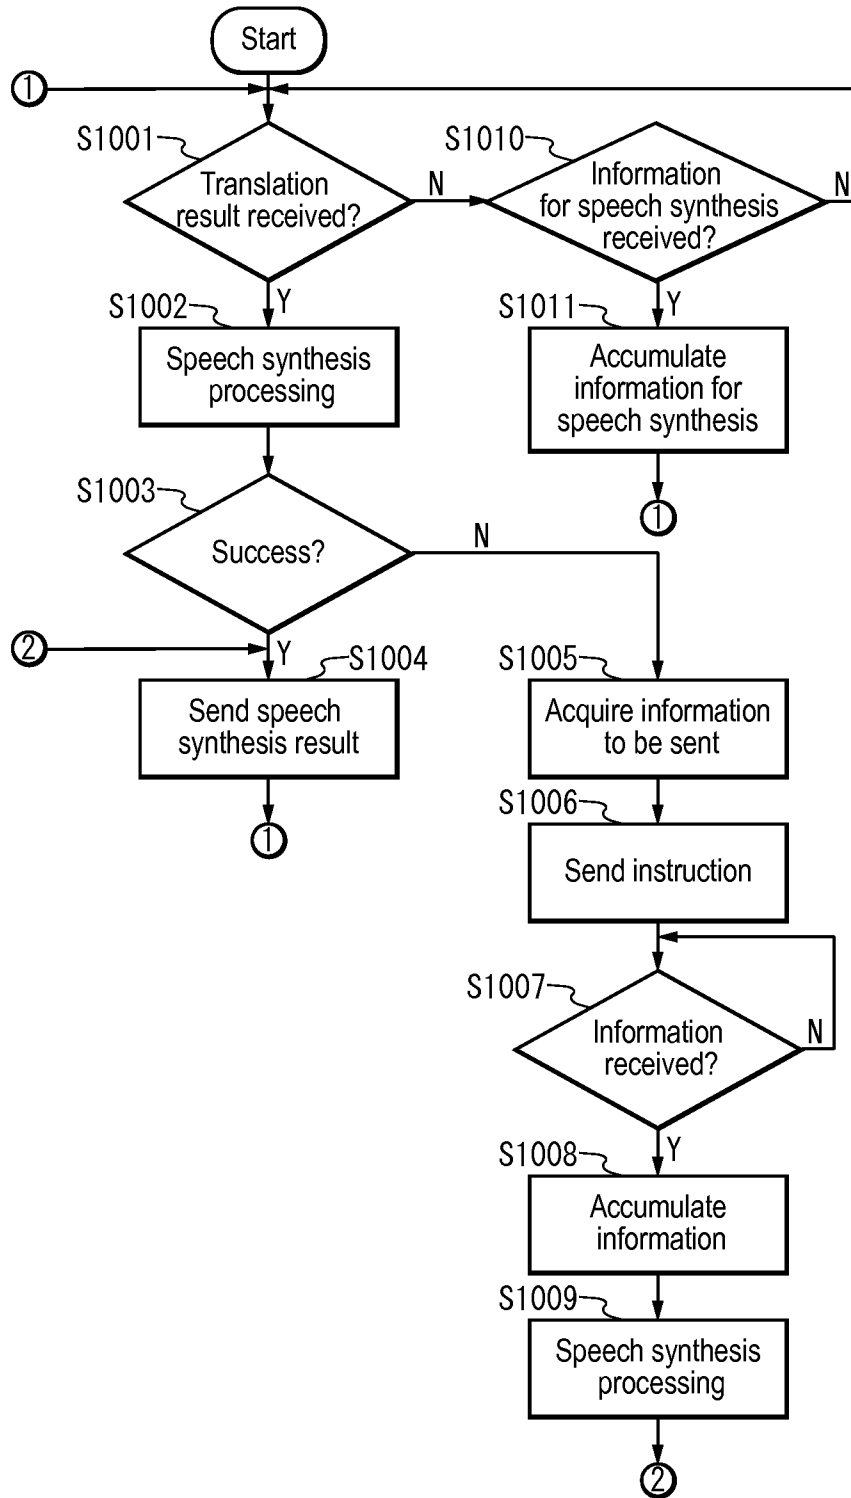 Start
1
S1001
Translation
result received?
N
S1010
Information
for speech synthesis
received?
N
Y
S1002
Speech synthesis
processing
Y
S1011
Accumulate
information for
speech synthesis
1
S1003
Success?
N
2
Y
S1004
Send speech
synthesis result
1
S1005
Acquire information
to be sent
S1006
Send instruction
S1007
Information
received?
N
Y
S1008
Accumulate
information
S1009
Speech synthesis
processing
2